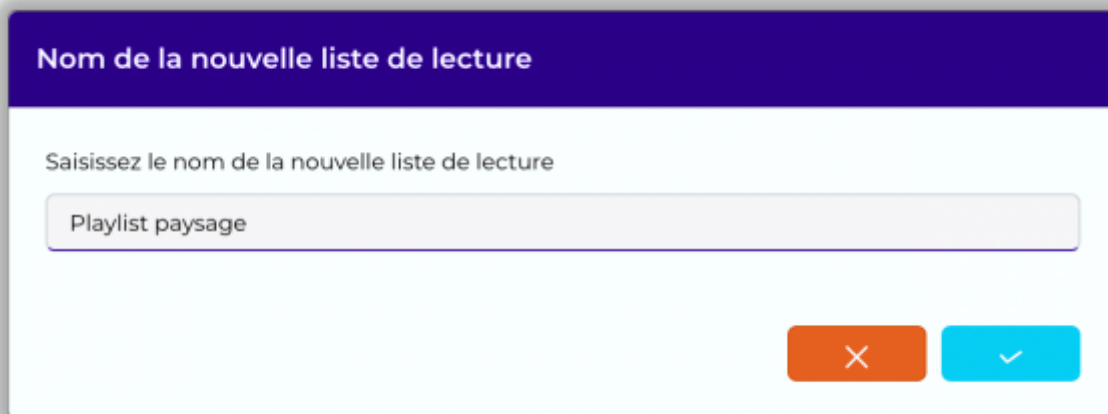 Nom de la nouvelle liste de lecture
Saisissez le nom de la nouvelle liste de lecture
Playlist paysage